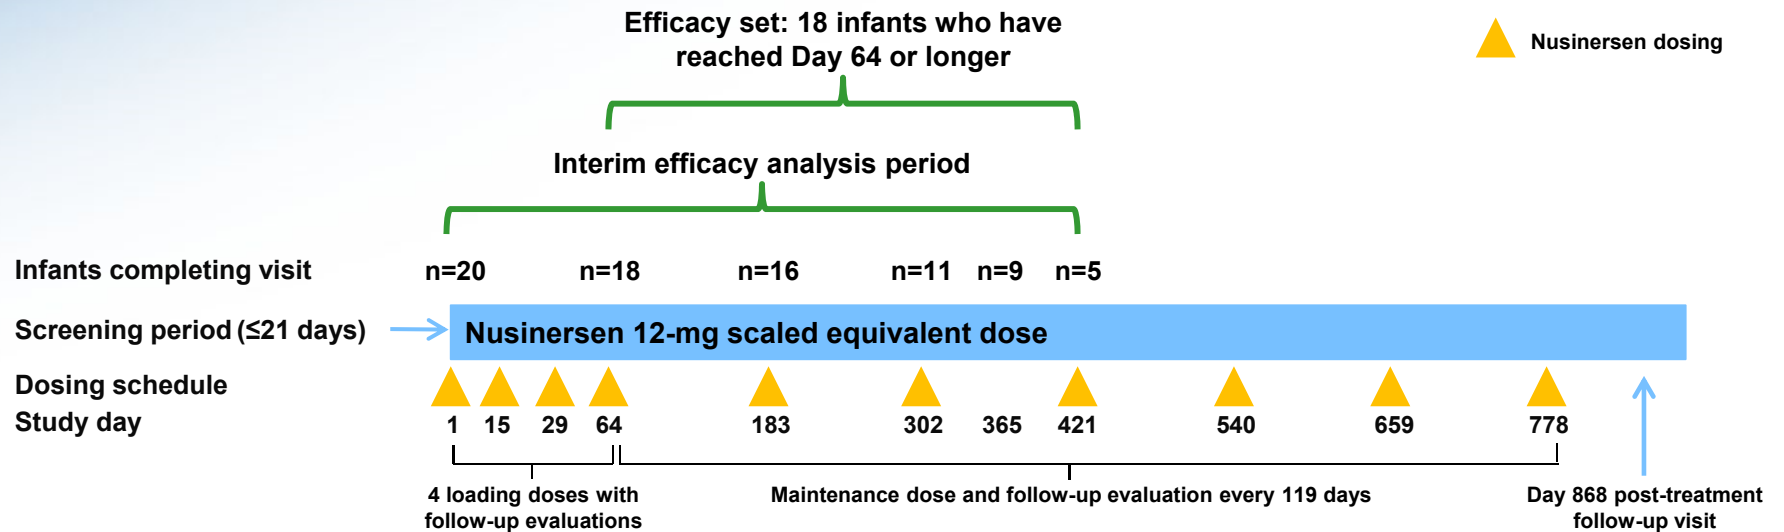 Efficacy set: 18 infants who have
reached Day 64 or longer
Nusinersen dosing
Interim efficacy analysis period
Infants completing visit n=20 n=18 n=16 n=11 n=9 n=5
Screening period (≤21 days) Nusinersen 12-mg scaled equivalent dose
Dosing schedule
Study day 1 15 29 64 183 302 365 421 540 659 778
4 loading doses with
follow-up evaluations
Maintenance dose and follow-up evaluation every 119 days
Day 868 post-treatment
follow-up visit